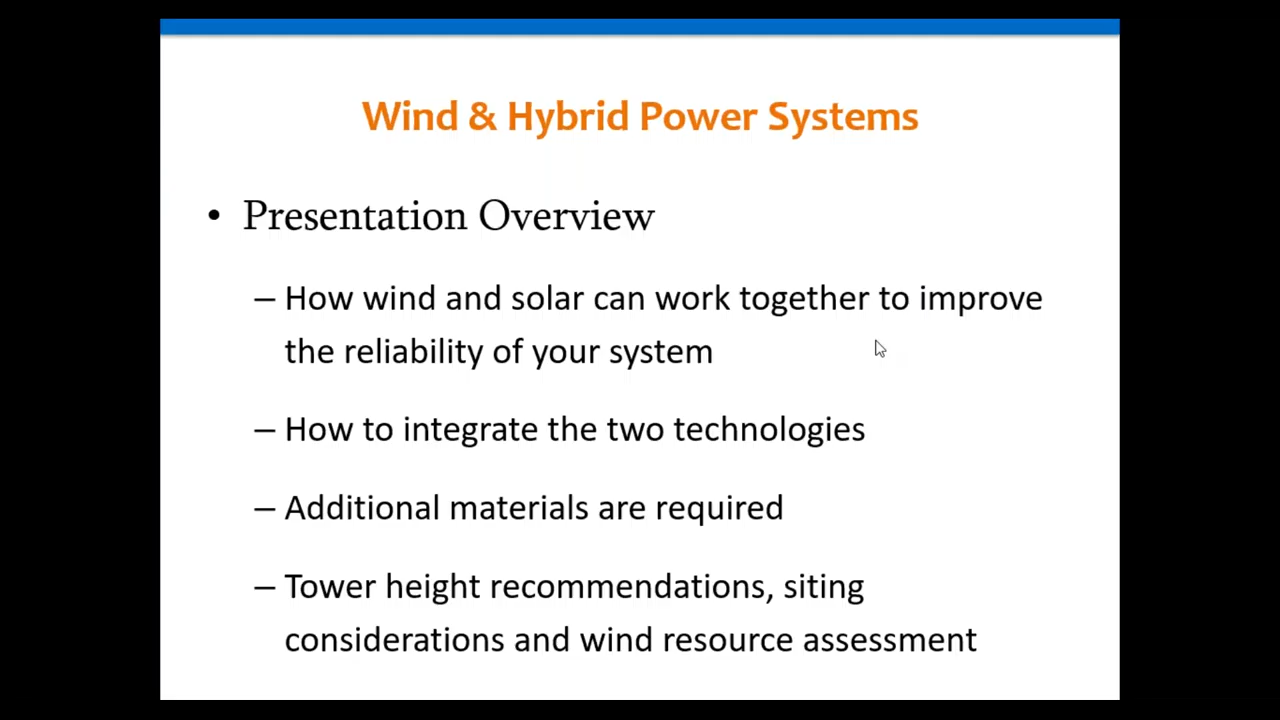 Wind & Hybrid Power Systems
• Presentation Overview
– How wind and solar can work together to improve
the reliability of your system
– How to integrate the two technologies
– Additional materials are required
– Tower height recommendations, siting
considerations and wind resource assessment